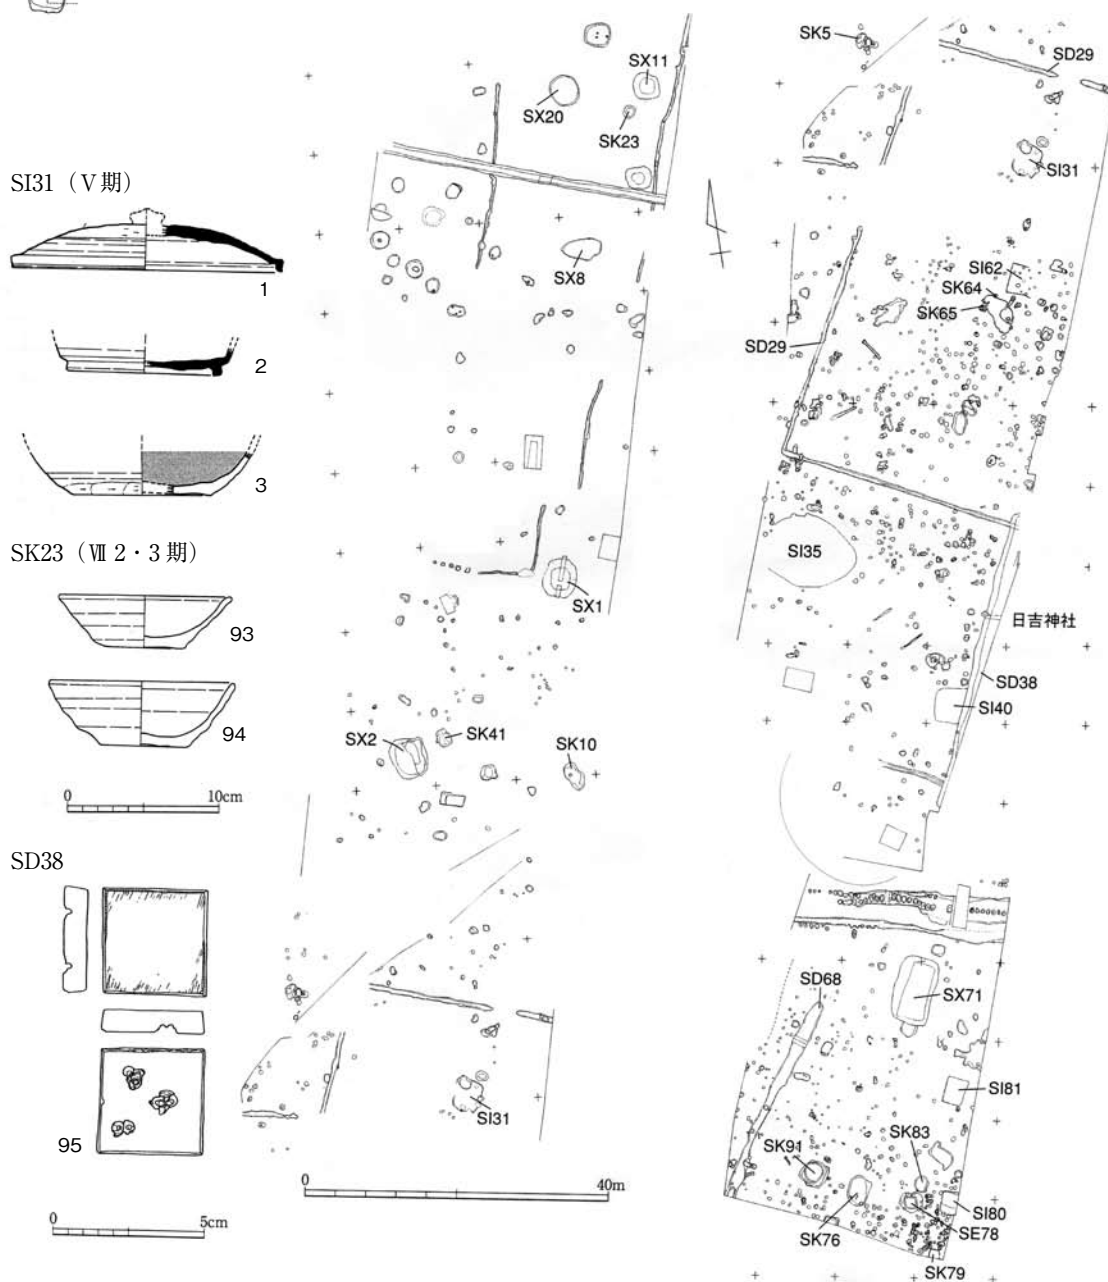 SI31（Ⅴ期）
1
2
3
SK23（Ⅶ 2・3期）
93
94
0 10cm
SD38
95
0 5cm
SX11
SX20
SK23
SX8
SX1
SX2
SK41
SK10
SI31
0 40m
SK5
SD29
SI31
SI62
SK64
SK65
SD29
SI35
日吉神社
SD38
SI40
SD68
SX71
SI81
SK83
SK91
SI80
SE78
SK76
SK79